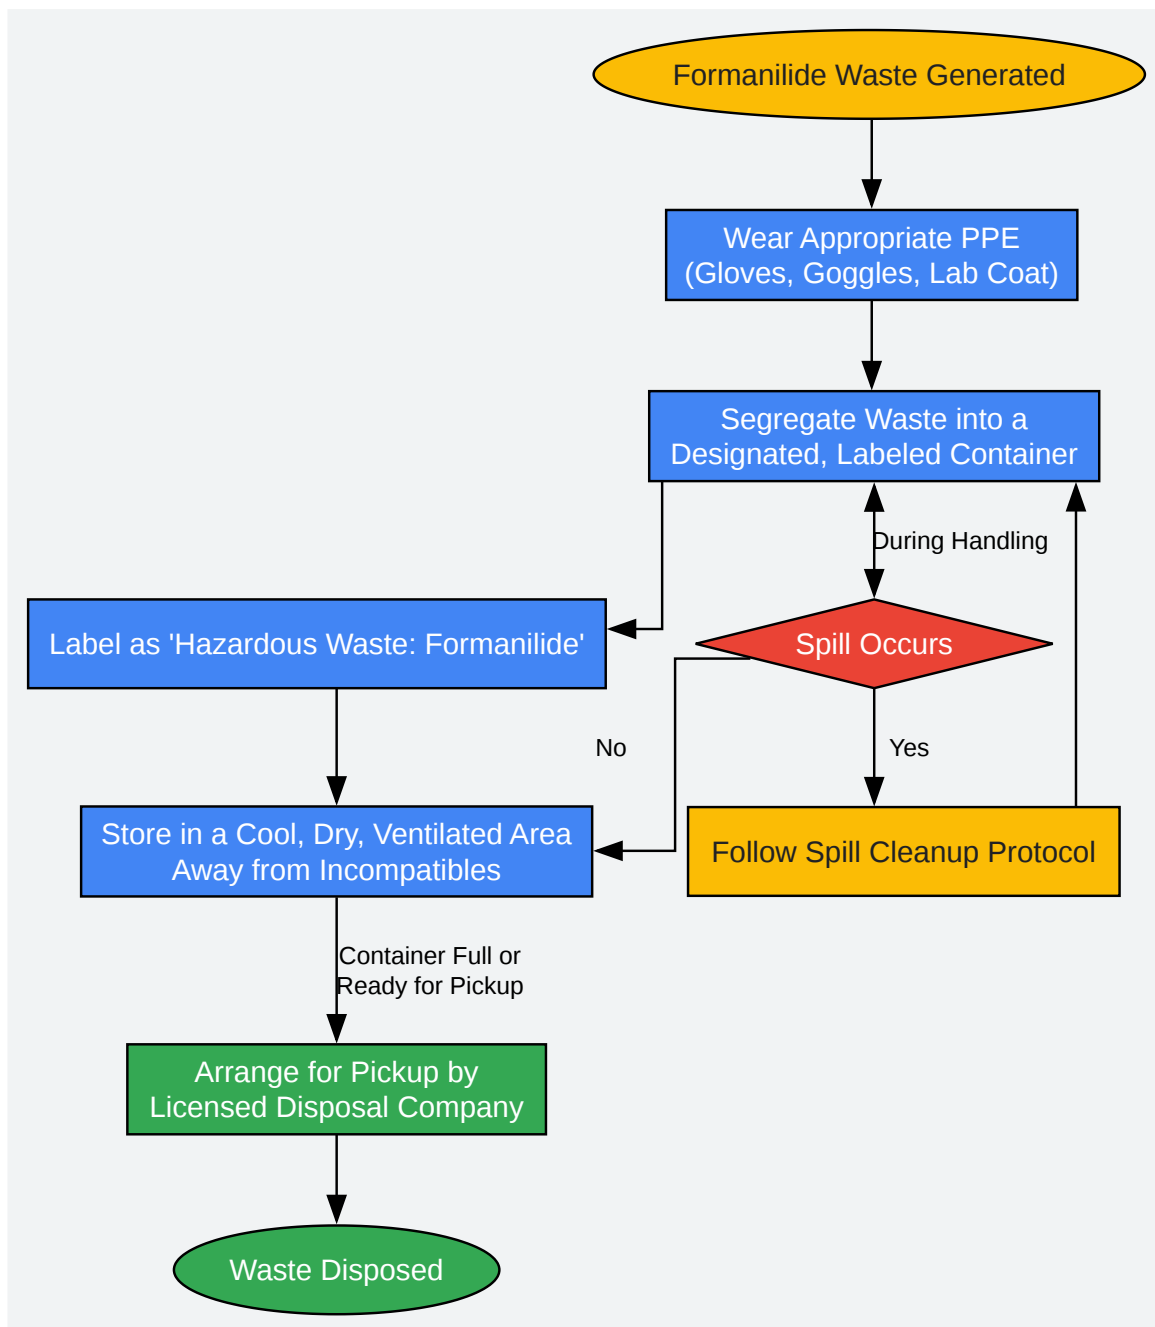 Formanilide Waste Generated
Wear Appropriate PPE
(Gloves, Goggles, Lab Coat)
Segregate Waste into a
Designated, Labeled Container
During Handling
Label as 'Hazardous Waste: Formanilide'
Spill Occurs
No
Yes
Store in a Cool, Dry, Ventilated Area
Away from Incompatibles
Follow Spill Cleanup Protocol
Container Full or
Ready for Pickup
Arrange for Pickup by
Licensed Disposal Company
Waste Disposed